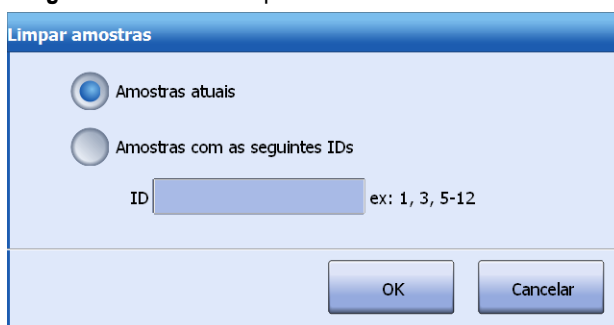 Limpar amostras
Amostras atuais
Amostras com as seguintes IDs
ID ex: 1, 3, 5-12
OK Cancelar